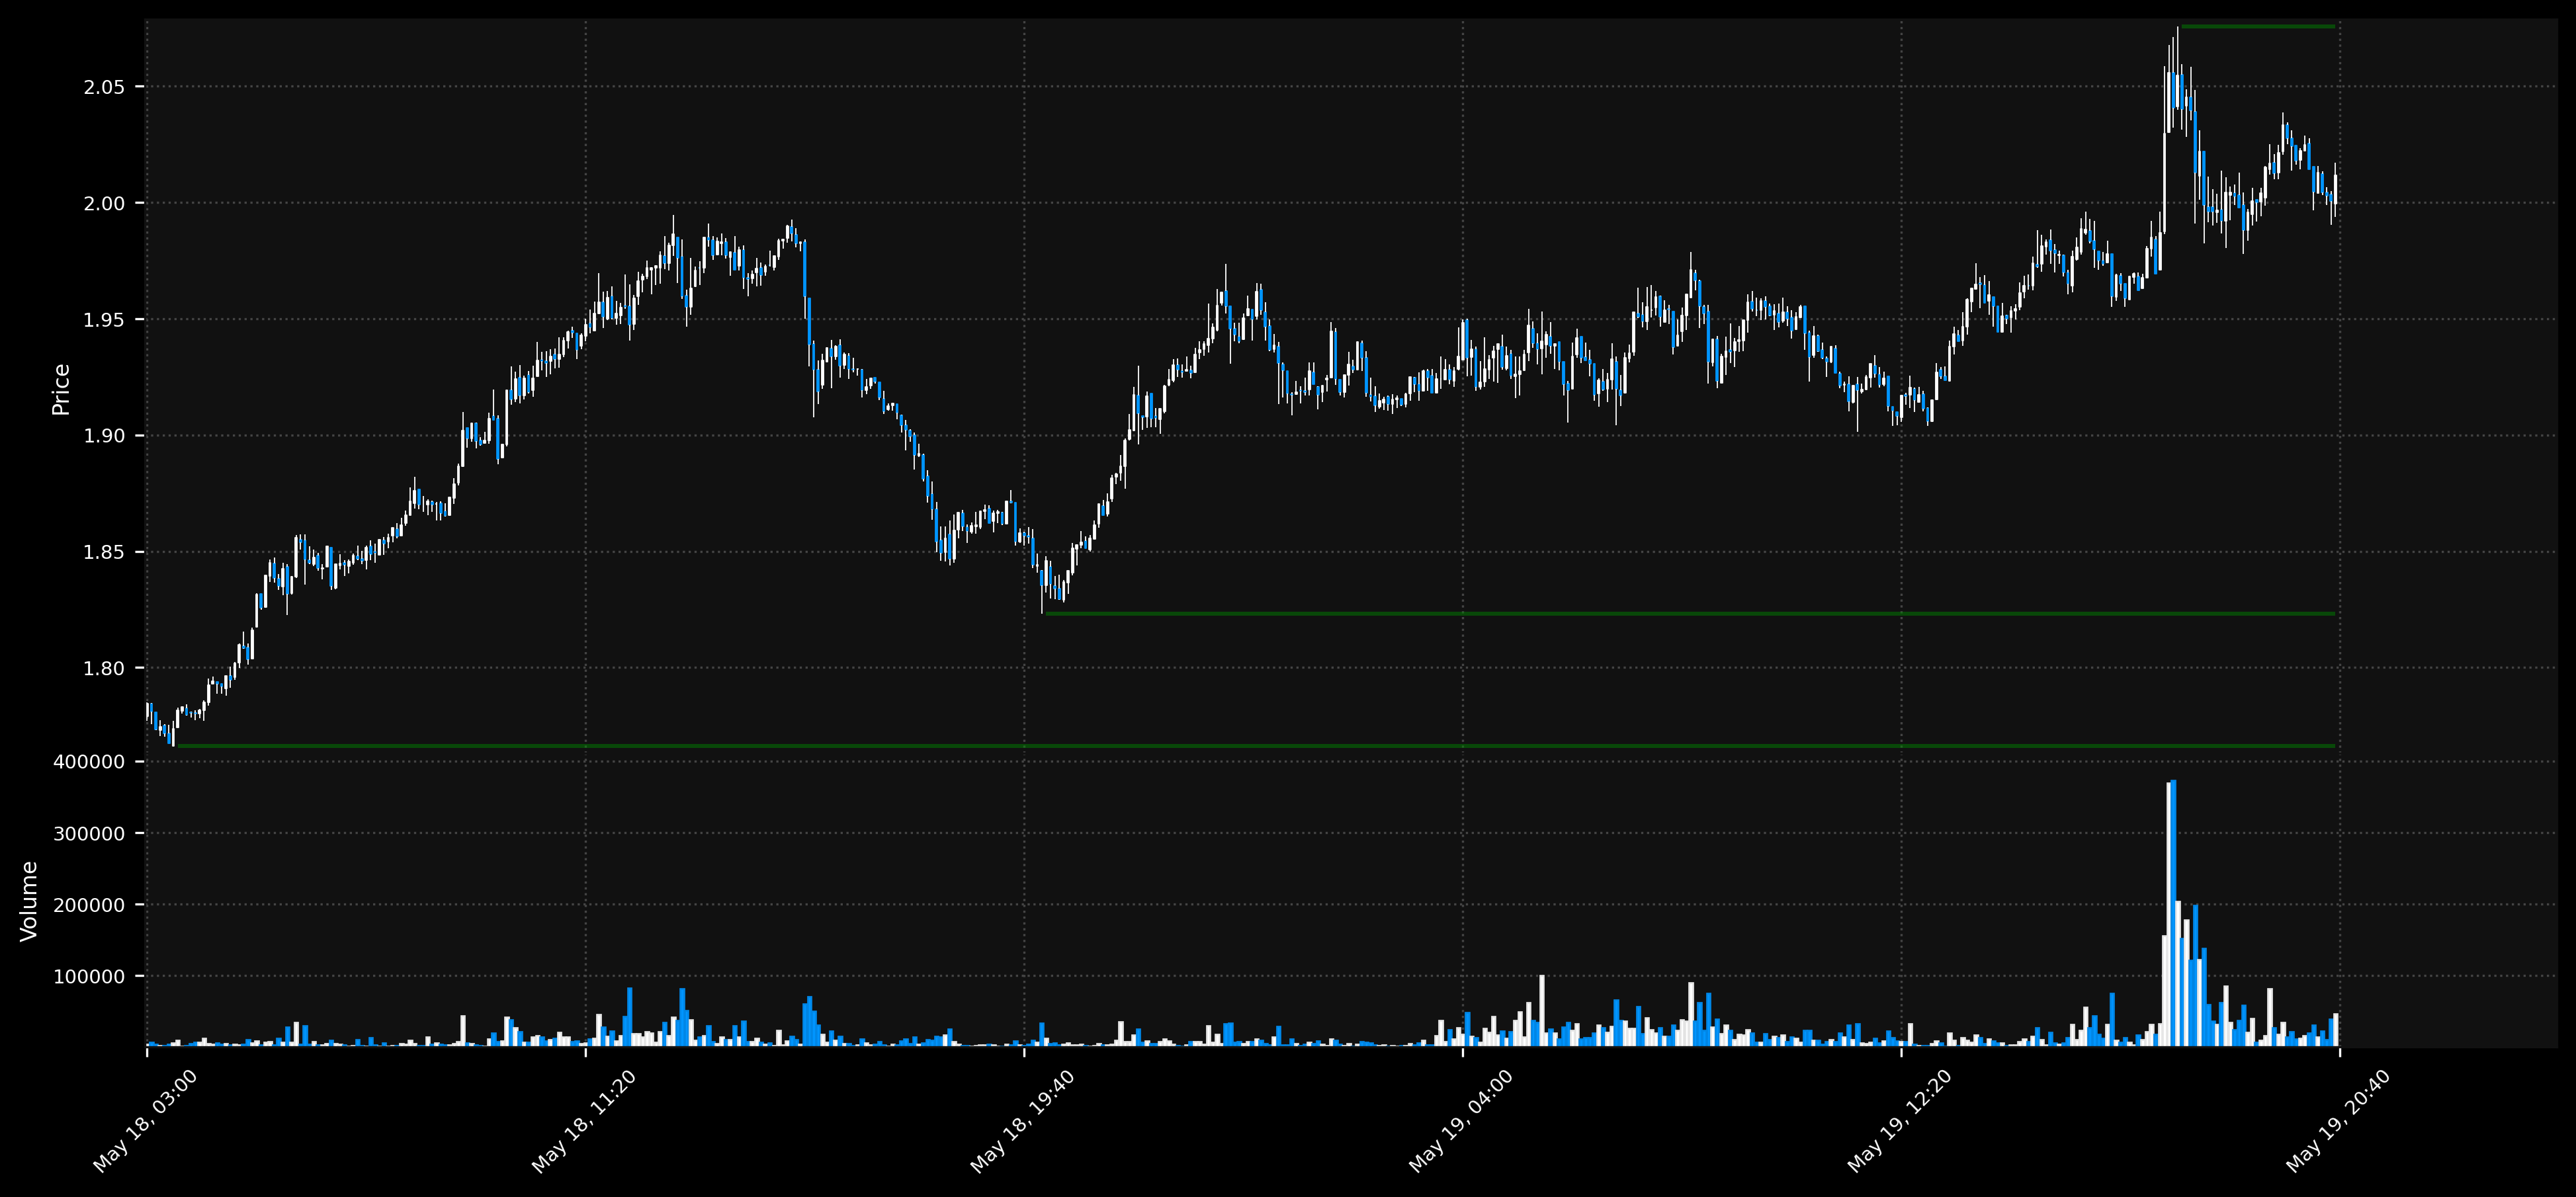 Price
2.05
2.00
1.95
1.90
1.85
1.80
Volume
400000
300000
200000
100000
May 18, 03:00
May 18, 11:20
May 18, 19:40
May 19, 04:00
May 19, 12:20
May 19, 20:40